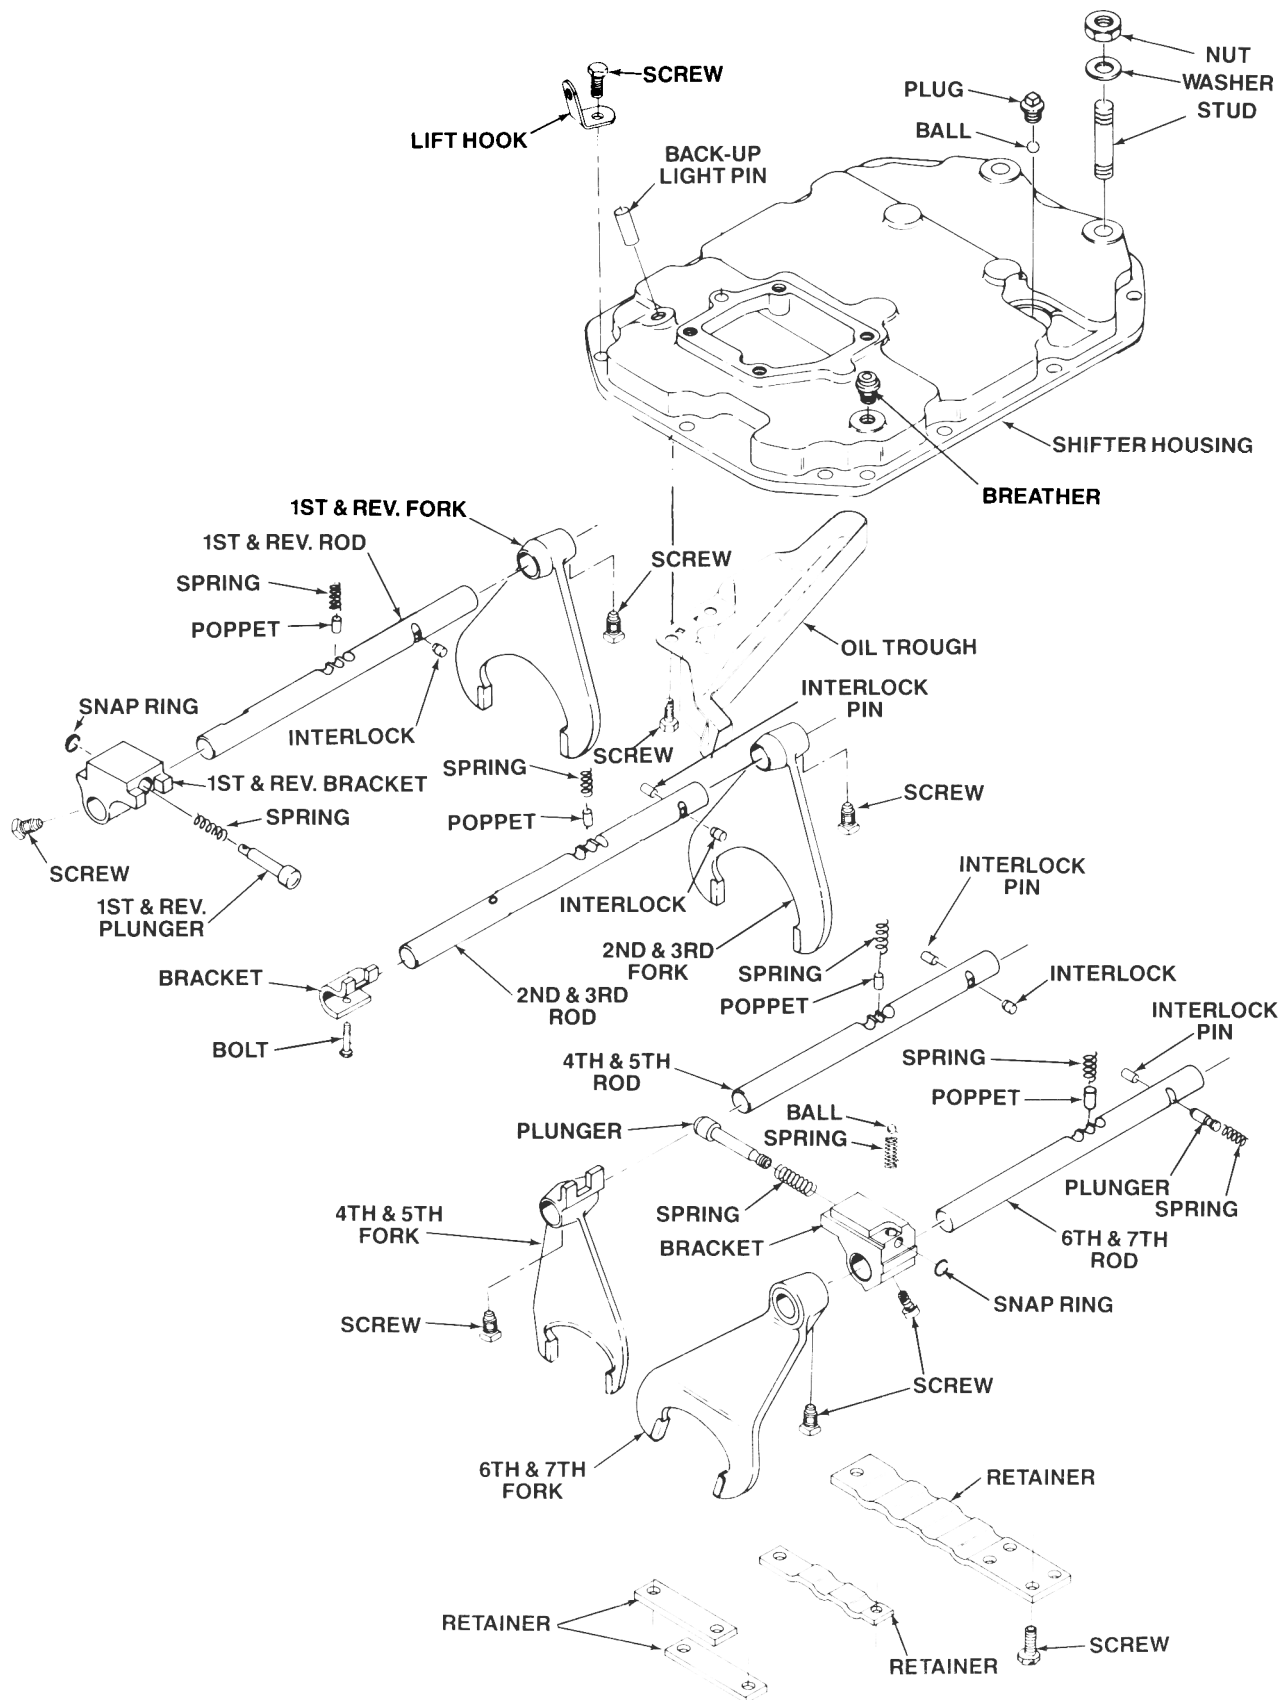 NUT
WASHER
STUD
SCREW
PLUG
BALL
LIFT HOOK
BACK-UP
LIGHT PIN
SHIFTER HOUSING
BREATHER
1ST & REV. FORK
1ST & REV. ROD
SPRING
POPPET
SCREW
OIL TROUGH
SNAP RING
INTERLOCK
INTERLOCK
PIN
SCREW
SPRING
1ST & REV. BRACKET
SPRING
POPPET
SCREW
SCREW
1ST & REV.
PLUNGER
INTERLOCK
INTERLOCK
PIN
2ND & 3RD
FORK
SPRING
POPPET
INTERLOCK
BRACKET
2ND & 3RD
ROD
BOLT
INTERLOCK
PIN
4TH & 5TH
ROD
SPRING
POPPET
BALL
SPRING
PLUNGER
PLUNGER
SPRING
4TH & 5TH
FORK
SPRING
BRACKET
6TH & 7TH
ROD
SNAP RING
SCREW
SCREW
6TH & 7TH
FORK
RETAINER
RETAINER
RETAINER
SCREW